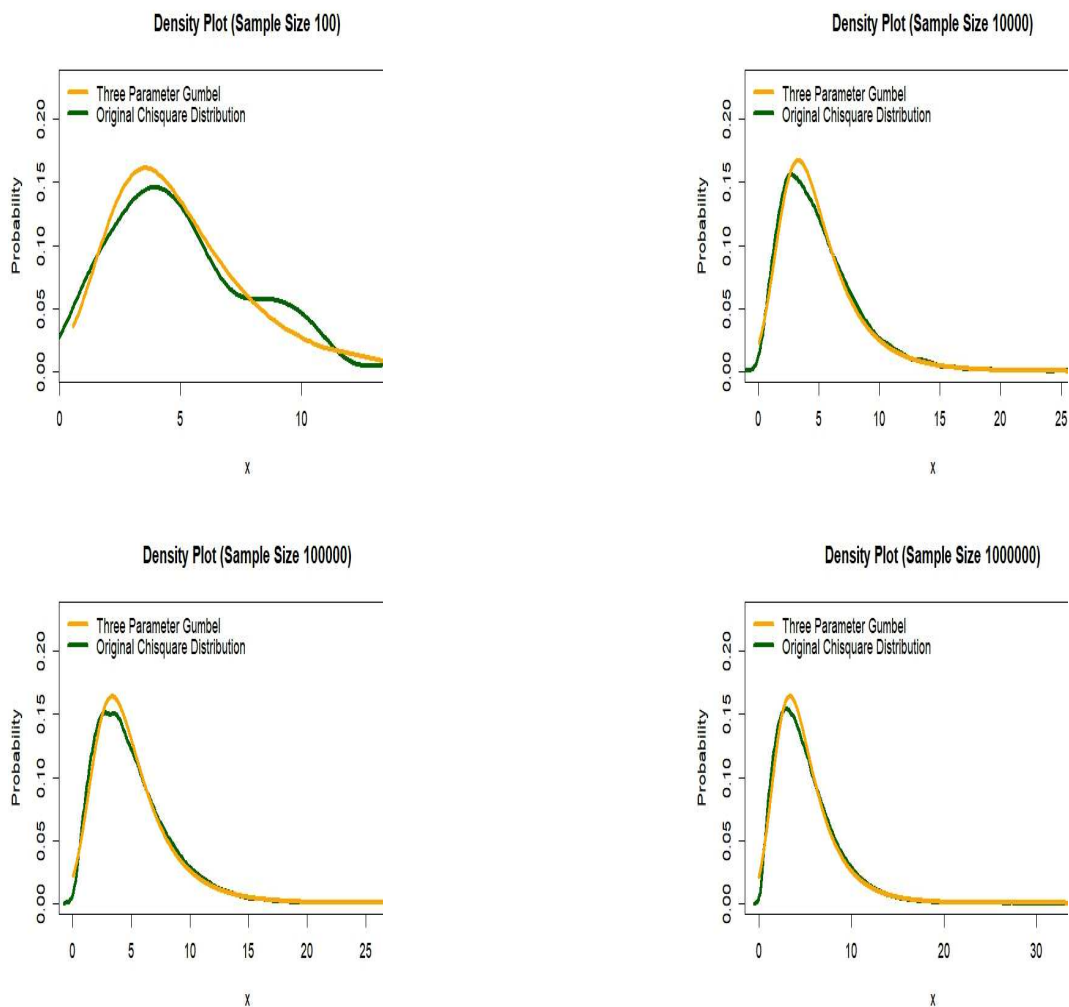 Density Plot (Sample Size 100)
Three Parameter Gumbel
Original Chisquare Distribution
Probability
0.00 0.05 0.10 0.15 0.20
0 5 10
x
Density Plot (Sample Size 10000)
Three Parameter Gumbel
Original Chisquare Distribution
Probability
0.00 0.05 0.10 0.15 0.20
0 5 10 15 20 25
x
Density Plot (Sample Size 100000)
Three Parameter Gumbel
Original Chisquare Distribution
Probability
0.00 0.05 0.10 0.15 0.20
0 5 10 15 20 25
x
Density Plot (Sample Size 1000000)
Three Parameter Gumbel
Original Chisquare Distribution
Probability
0.00 0.05 0.10 0.15 0.20
0 10 20 30
x